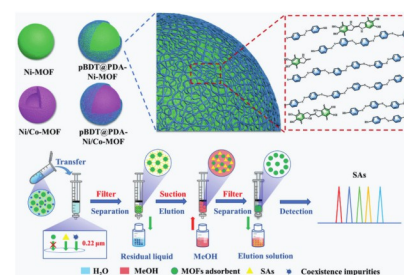 Ni-MOF
pBDT@PDA-
Ni-MOF
Ni/Co-MOF
pBDT@PDA-
Ni/Co-MOF
Transfer
0.22 μm
Filter
Separation
Suction
Elution
Filter
Separation
Detection
SAs
Residual liquid
MeOH
Elution solution
H₂O
MeOH
MOFs adsorbent
SAs
Coexistence impurities